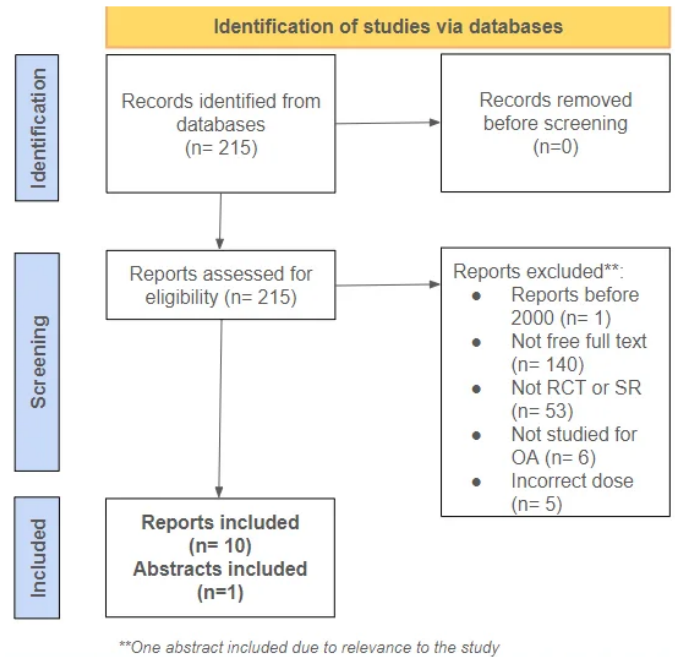 Identification of studies via databases
Identification
Records identified from
databases
(n= 215)
Records removed
before screening
(n=0)
Screening
Reports assessed for
eligibility (n= 215)
Reports excluded**:
● Reports before
2000 (n= 1)
● Not free full text
(n= 140)
● Not RCT or SR
(n= 53)
● Not studied for
OA (n= 6)
● Incorrect dose
(n= 5)
Included
Reports included
(n= 10)
Abstracts included
(n=1)
**One abstract included due to relevance to the study